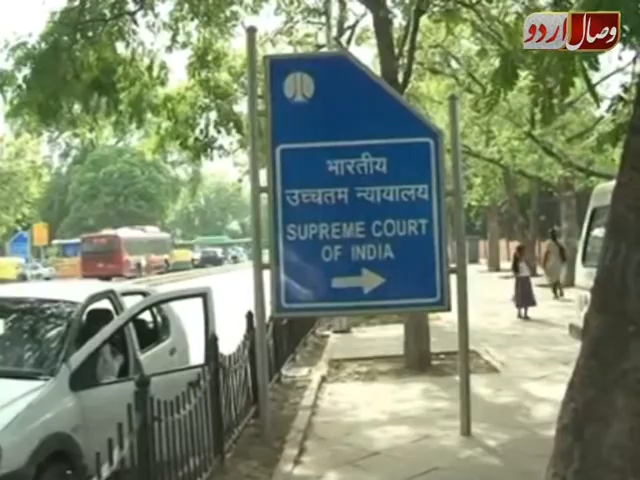 وصال اردو
भारतीय
उच्चतम न्यायालय
SUPREME COURT
OF INDIA